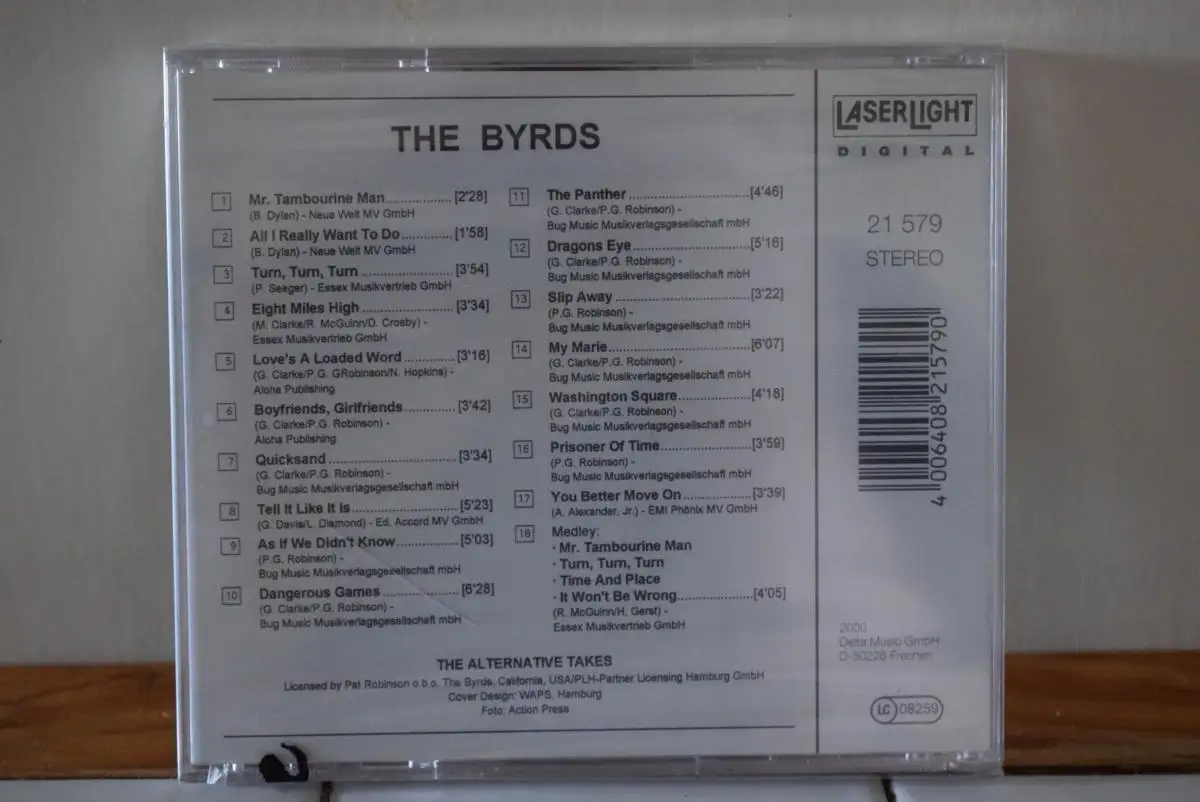 THE BYRDS
1 Mr. Tambourine Man.................... [2'28]
(B. Dylan) - Neue Welt MV GmbH
2 All I Really Want To Do............ [1'58]
(B. Dylan) - Neue Welt MV GmbH
3 Turn, Turn, Turn ..................... [3'54]
(P. Seeger) - Essex Musikvertrieb GmbH
4 Eight Miles High ..................... [3'34]
(M. Clarke/R. McGuinn/D. Crosby) -
Essex Musikvertrieb GmbH
5 Love's A Loaded Word ............ [3'16]
(G. Clarke/P.G. GRobinson/N. Hopkins) -
Aloha Publishing
6 Boyfriends, Girlfriends............ [3'42]
(G. Clarke/P.G. Robinson) -
Aloha Publishing
7 Quicksand .............................. [3'34]
(G. Clarke/P.G. Robinson) -
Bug Music Musikverlagsgesellschaft mbH
8 Tell It Like It Is........................ [5'23]
(G. Davis/L. Diamond) - Ed. Accord MV GmbH
9 As If We Didn't Know.............. [5'03]
(P.G. Robinson) -
Bug Music Musikverlagsgesellschaft mbH
10 Dangerous Games .................. [6'28]
(G. Clarke/P.G. Robinson) -
Bug Music Musikverlagsgesellschaft mbH
11 The Panther ............................[4'46]
(G. Clarke/P.G. Robinson) -
Bug Music Musikverlagsgesellschaft mbH
12 Dragons Eye...........................[5'18]
(G. Clarke/P.G. Robinson) -
Bug Music Musikverlagsgesellschaft mbH
13 Slip Away ..............................[3'22]
(P.G. Robinson) -
Bug Music Musikverlagsgesellschaft mbH
14 My Marie................................[6'07]
(G. Clarke/P.G. Robinson) -
Bug Music Musikverlagsgesellschaft mbH
15 Washington Square.................[4'18]
(G. Clarke/P.G. Robinson) -
Bug Music Musikverlagsgesellschaft mbH
16 Prisoner Of Time.....................[3'59]
(P.G. Robinson) -
Bug Music Musikverlagsgesellschaft mbH
17 You Better Move On ...............[3'39]
(A. Alexander, Jr.) - EMI Phönix MV GmbH
18 Medley:
· Mr. Tambourine Man
· Turn, Turn, Turn
· Time And Place
· It Won't Be Wrong..................[4'05]
(R. McGuinn/H. Gerst) -
Essex Musikvertrieb GmbH
THE ALTERNATIVE TAKES
Licensed by Pat Robinson o.b.o. The Byrds, California, USA/PLH-Partner Licensing Hamburg GmbH
Cover Design: WAPS, Hamburg
Foto: Action Press
LASERLIGHT
DIGITAL
21 579
STEREO
4 006408 215790
2000
Delta Music GmbH
D-50226 Frechen
LC 08259